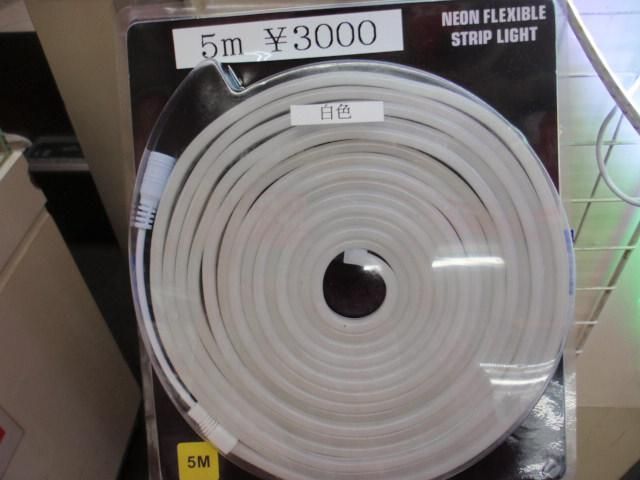 5m ¥3000
NEON FLEXIBLE
STRIP LIGHT
白色
5M